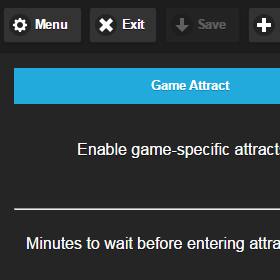 Menu Exit Save
Game Attract
Enable game-specific attract
Minutes to wait before entering attra